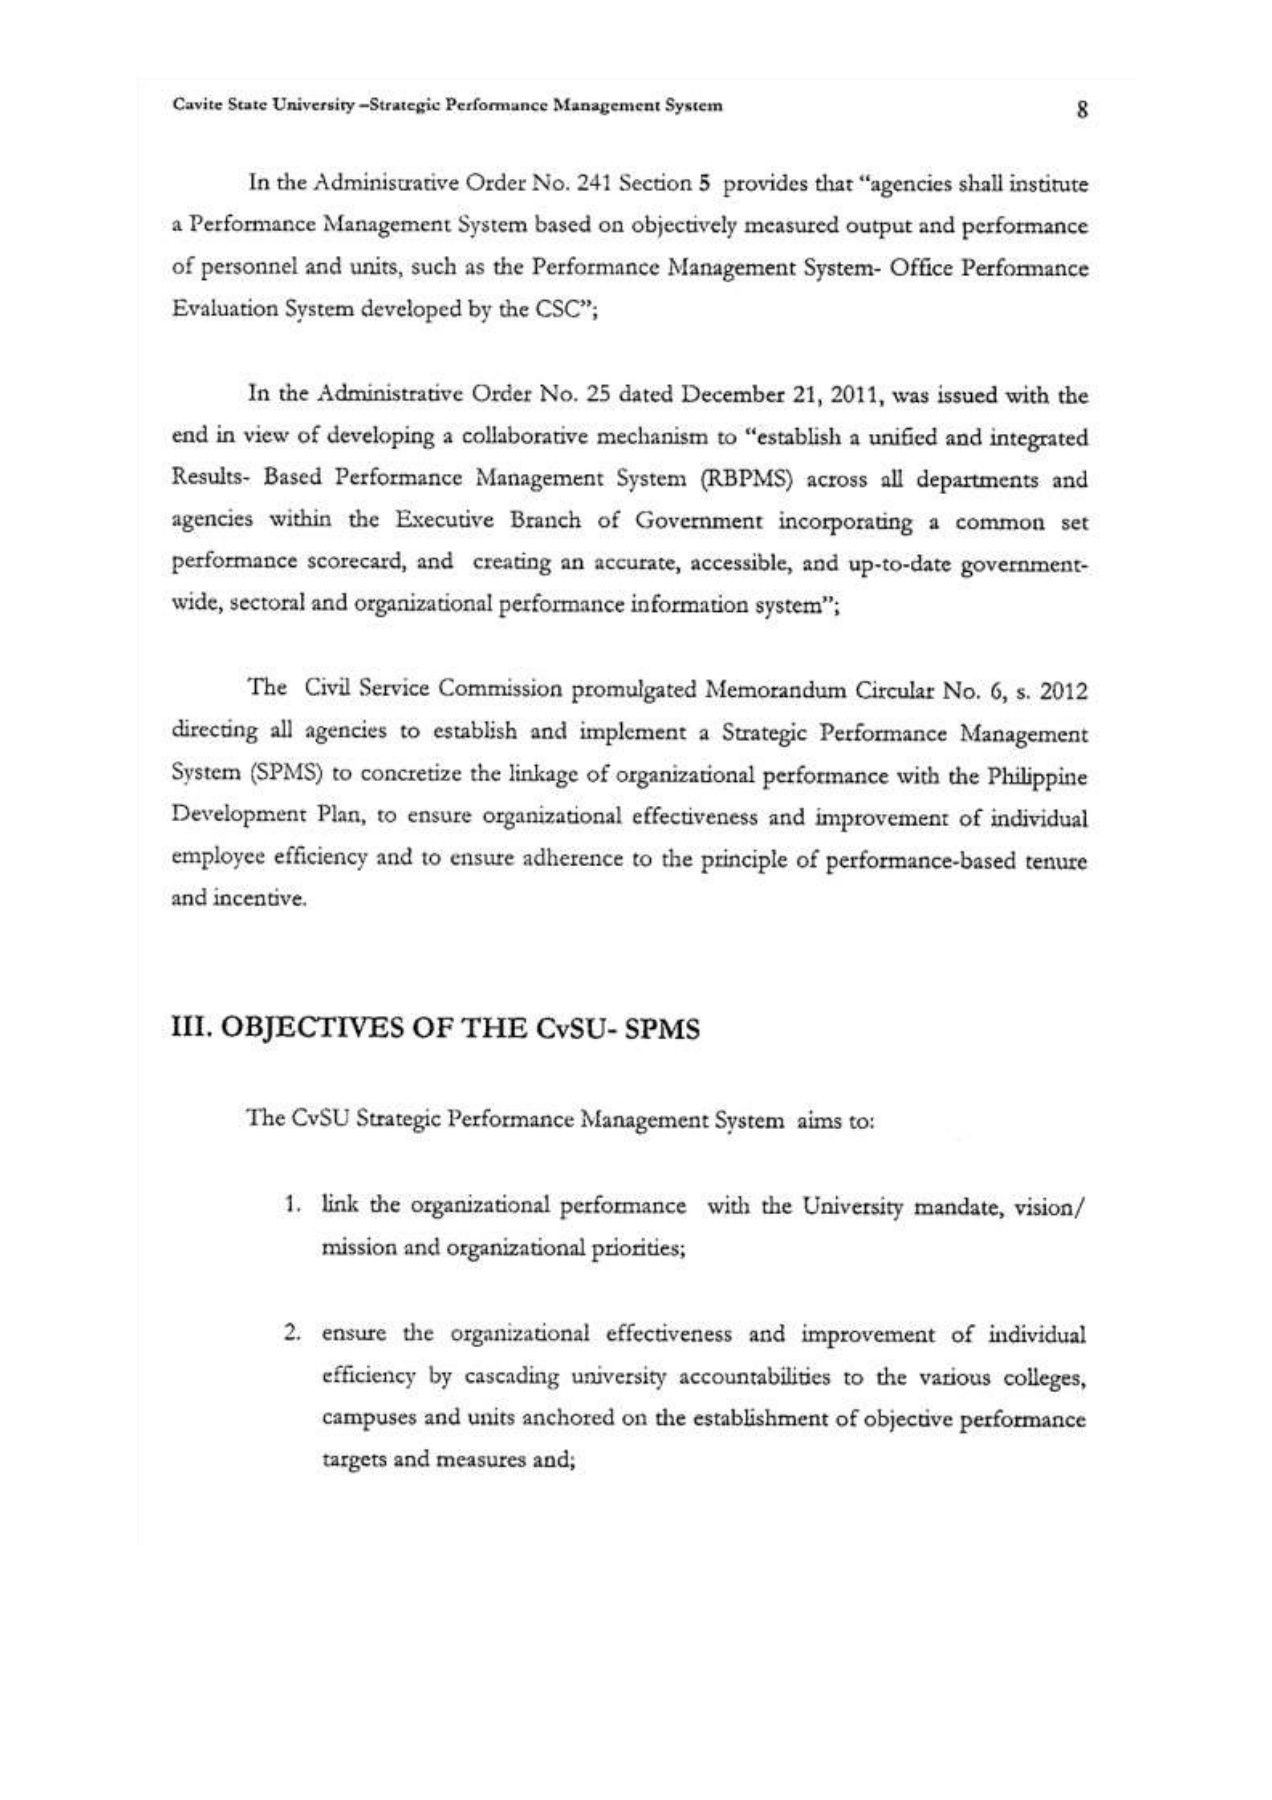 Cavite State University –Strategic Performance Management System 8
In the Administrative Order No. 241 Section 5 provides that “agencies shall institute
a Performance Management System based on objectively measured output and performance
of personnel and units, such as the Performance Management System- Office Performance
Evaluation System developed by the CSC”;
In the Administrative Order No. 25 dated December 21, 2011, was issued with the
end in view of developing a collaborative mechanism to “establish a unified and integrated
Results- Based Performance Management System (RBPMS) across all departments and
agencies within the Executive Branch of Government incorporating a common set
performance scorecard, and creating an accurate, accessible, and up-to-date government-
wide, sectoral and organizational performance information system”;
The Civil Service Commission promulgated Memorandum Circular No. 6, s. 2012
directing all agencies to establish and implement a Strategic Performance Management
System (SPMS) to concretize the linkage of organizational performance with the Philippine
Development Plan, to ensure organizational effectiveness and improvement of individual
employee efficiency and to ensure adherence to the principle of performance-based tenure
and incentive.
III. OBJECTIVES OF THE CvSU- SPMS
The CvSU Strategic Performance Management System aims to:
1. link the organizational performance with the University mandate, vision/
mission and organizational priorities;
2. ensure the organizational effectiveness and improvement of individual
efficiency by cascading university accountabilities to the various colleges,
campuses and units anchored on the establishment of objective performance
targets and measures and;